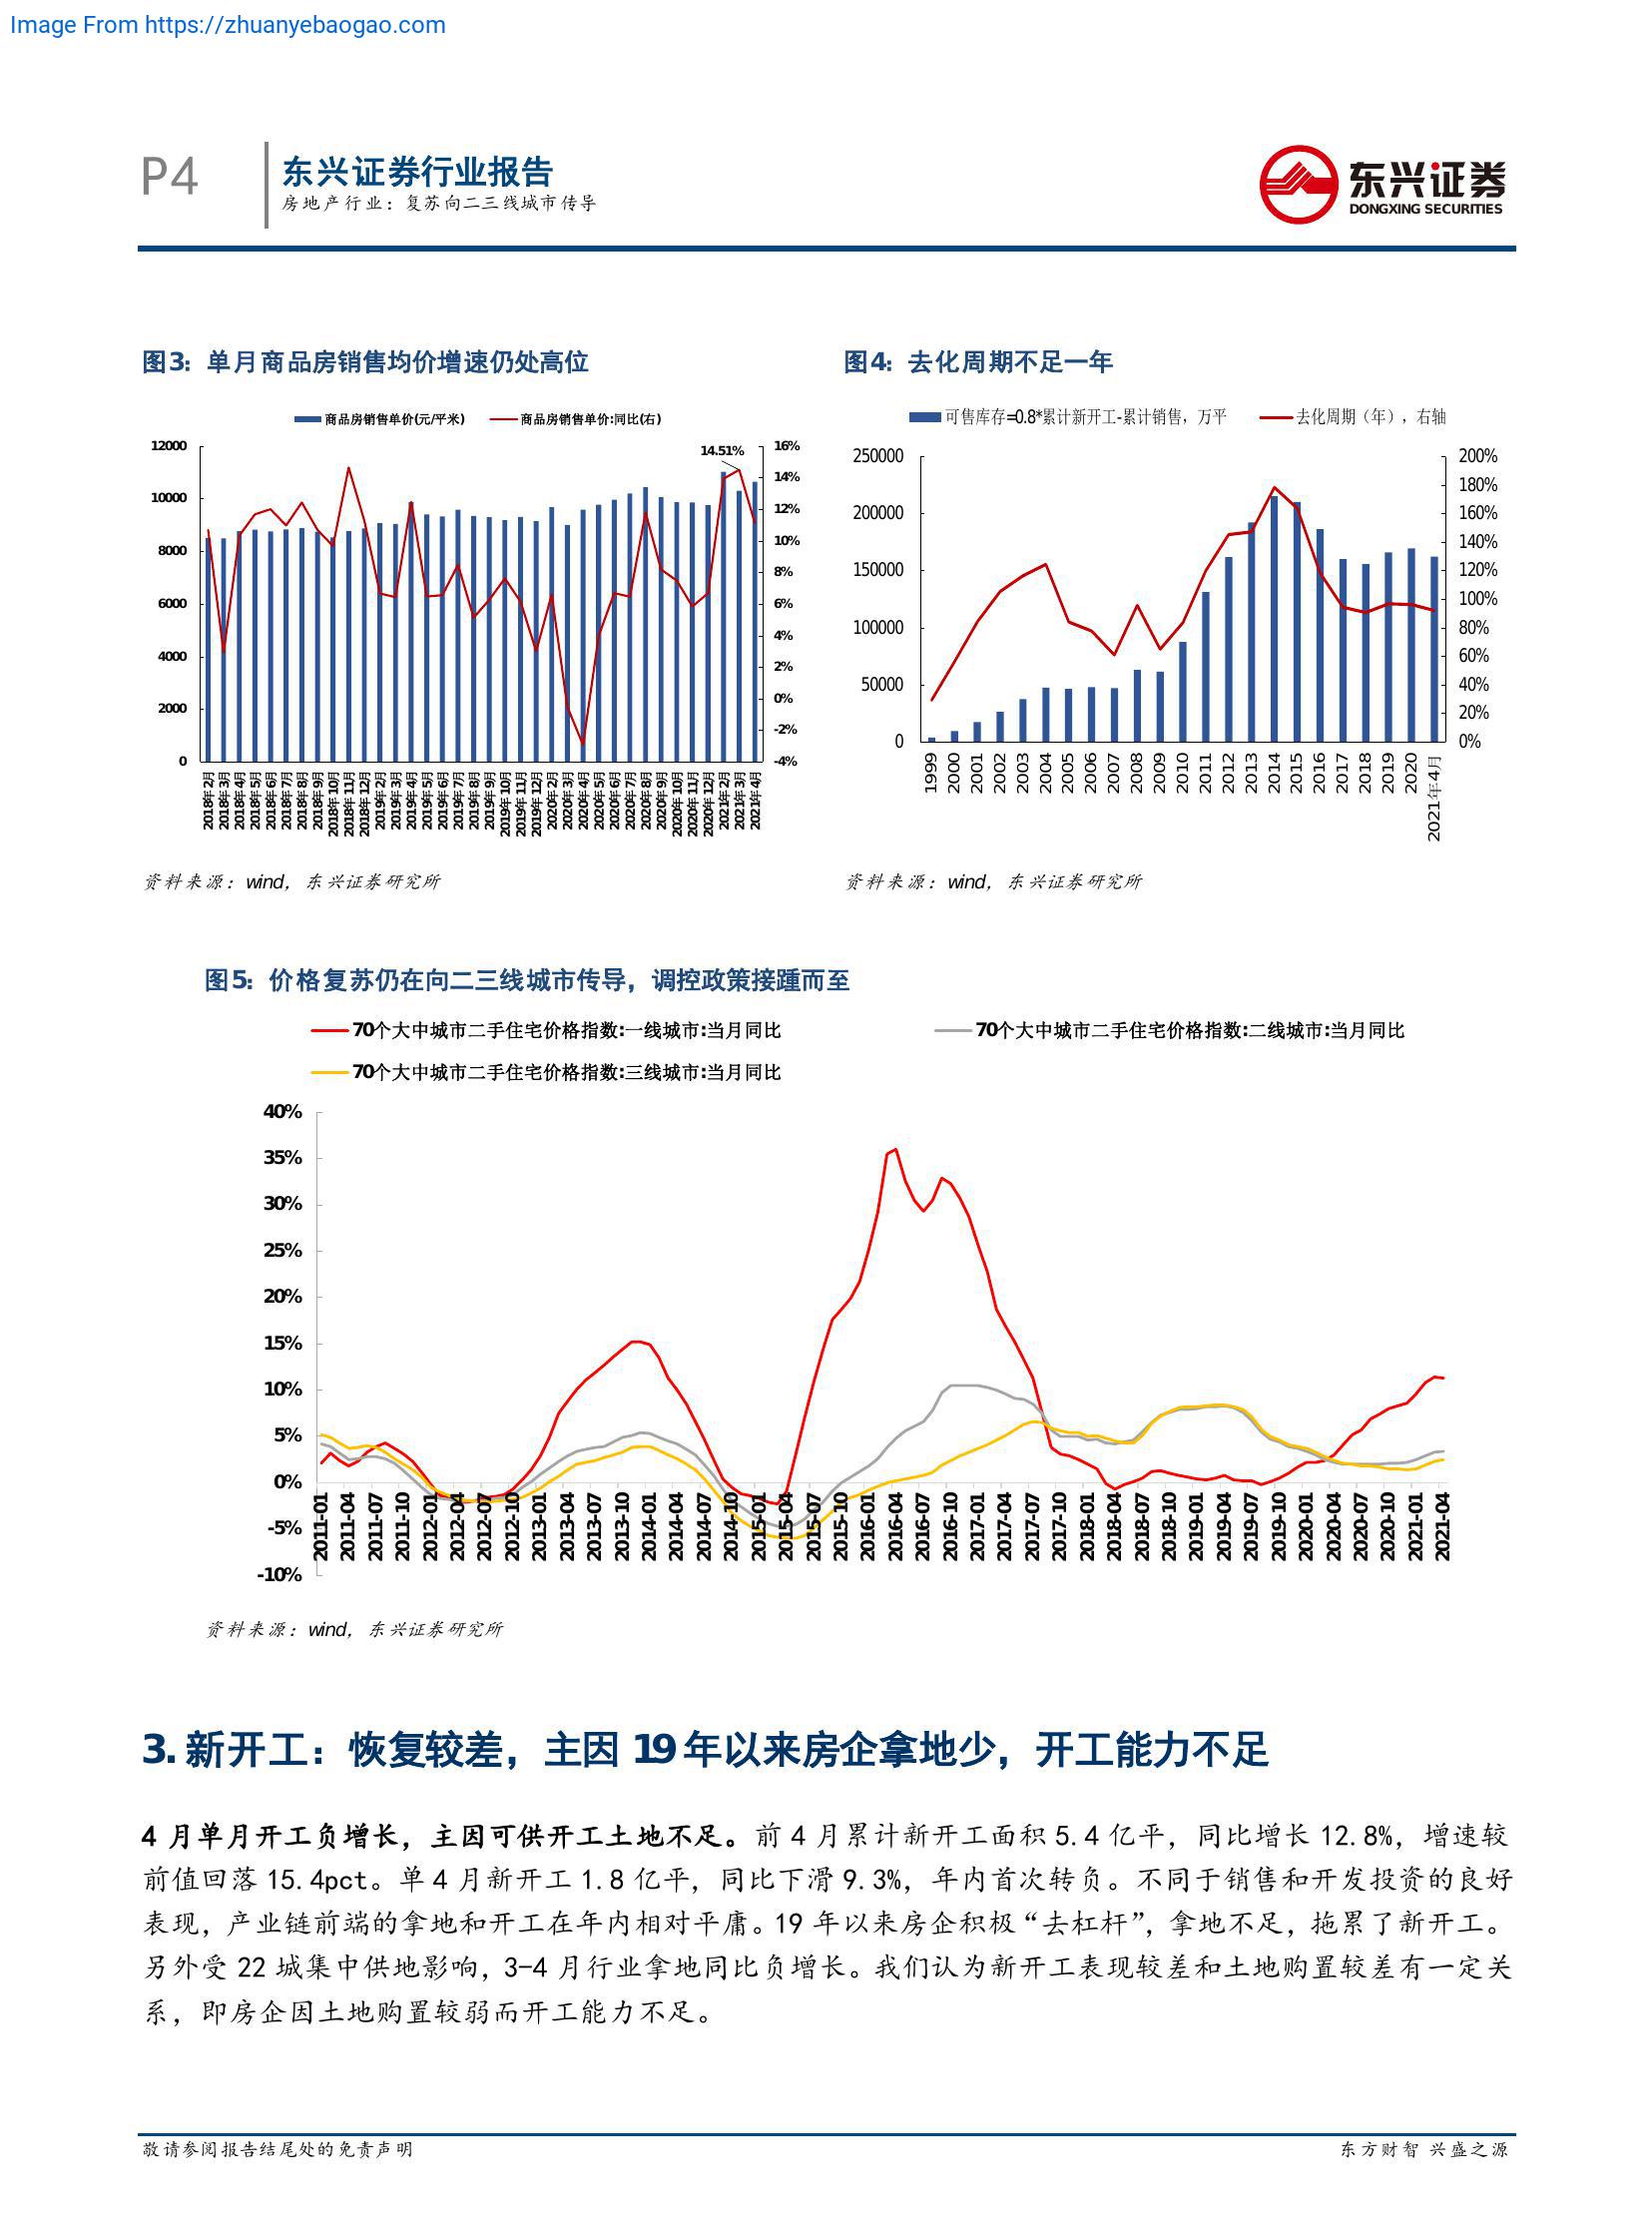 Image From https://zhuanyebaogao.com
P4
东兴证券行业报告
房地产行业：复苏向二三线城市传导
东兴证券
DONGXING SECURITIES
图3：单月商品房销售均价增速仍处高位
商品房销售单价(元/平米)
商品房销售单价:同比(右)
12000
10000
8000
6000
4000
2000
0
14.51%
16%
14%
12%
10%
8%
6%
4%
2%
0%
-2%
-4%
2018年2月
2018年3月
2018年4月
2018年5月
2018年6月
2018年7月
2018年8月
2018年9月
2018年10月
2018年11月
2018年12月
2019年2月
2019年3月
2019年4月
2019年5月
2019年6月
2019年7月
2019年8月
2019年9月
2019年10月
2019年11月
2019年12月
2020年2月
2020年3月
2020年4月
2020年5月
2020年6月
2020年7月
2020年8月
2020年9月
2020年10月
2020年11月
2020年12月
2021年2月
2021年3月
2021年4月
资料来源：wind，东兴证券研究所
图4：去化周期不足一年
可售库存=0.8*累计新开工-累计销售，万平
去化周期（年），右轴
250000
200000
150000
100000
50000
0
200%
180%
160%
140%
120%
100%
80%
60%
40%
20%
0%
1999
2000
2001
2002
2003
2004
2005
2006
2007
2008
2009
2010
2011
2012
2013
2014
2015
2016
2017
2018
2019
2020
2021年4月
资料来源：wind，东兴证券研究所
图5：价格复苏仍在向二三线城市传导，调控政策接踵而至
70个大中城市二手住宅价格指数:一线城市:当月同比
70个大中城市二手住宅价格指数:二线城市:当月同比
70个大中城市二手住宅价格指数:三线城市:当月同比
40%
35%
30%
25%
20%
15%
10%
5%
0%
-5%
-10%
2011-01
2011-04
2011-07
2011-10
2012-01
2012-04
2012-07
2012-10
2013-01
2013-04
2013-07
2013-10
2014-01
2014-04
2014-07
2014-10
2015-01
2015-04
2015-07
2015-10
2016-01
2016-04
2016-07
2016-10
2017-01
2017-04
2017-07
2017-10
2018-01
2018-04
2018-07
2018-10
2019-01
2019-04
2019-07
2019-10
2020-01
2020-04
2020-07
2020-10
2021-01
2021-04
资料来源：wind，东兴证券研究所
3. 新开工：恢复较差，主因 19 年以来房企拿地少，开工能力不足
4 月单月开工负增长，主因可供开工土地不足。前 4 月累计新开工面积 5.4 亿平，同比增长 12.8%，增速较
前值回落 15.4pct。单 4 月新开工 1.8 亿平，同比下滑 9.3%，年内首次转负。不同于销售和开发投资的良好
表现，产业链前端的拿地和开工在年内相对平庸。19 年以来房企积极“去杠杆”，拿地不足，拖累了新开工。
另外受 22 城集中供地影响，3-4 月行业拿地同比负增长。我们认为新开工表现较差和土地购置较差有一定关
系，即房企因土地购置较弱而开工能力不足。
敬请参阅报告结尾处的免责声明
东方财智 兴盛之源